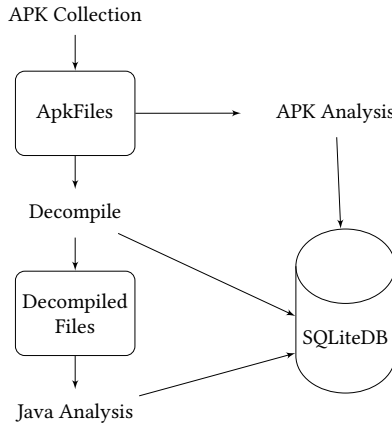 APK Collection
ApkFiles
APK Analysis
Decompile
Decompiled
Files
SQLiteDB
Java Analysis